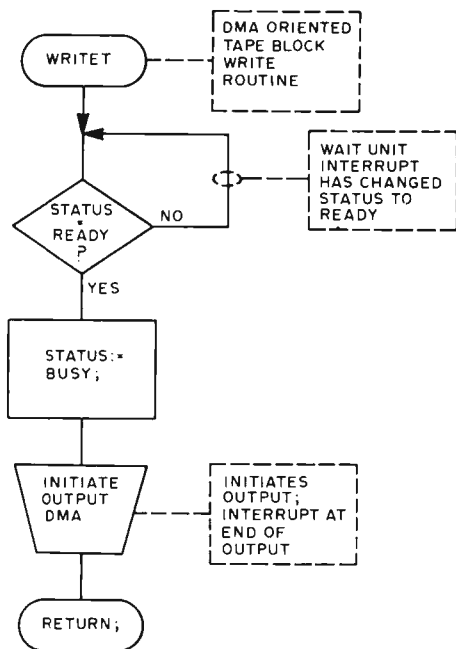 WRITET
DMA ORIENTED
TAPE BLOCK
WRITE
ROUTINE
WAIT UNIT
INTERRUPT
HAS CHANGED
STATUS TO
READY
STATUS
=
READY
?
NO
YES
STATUS:=
BUSY;
INITIATE
OUTPUT
DMA
INITIATES
OUTPUT;
INTERRUPT AT
END OF
OUTPUT
RETURN;